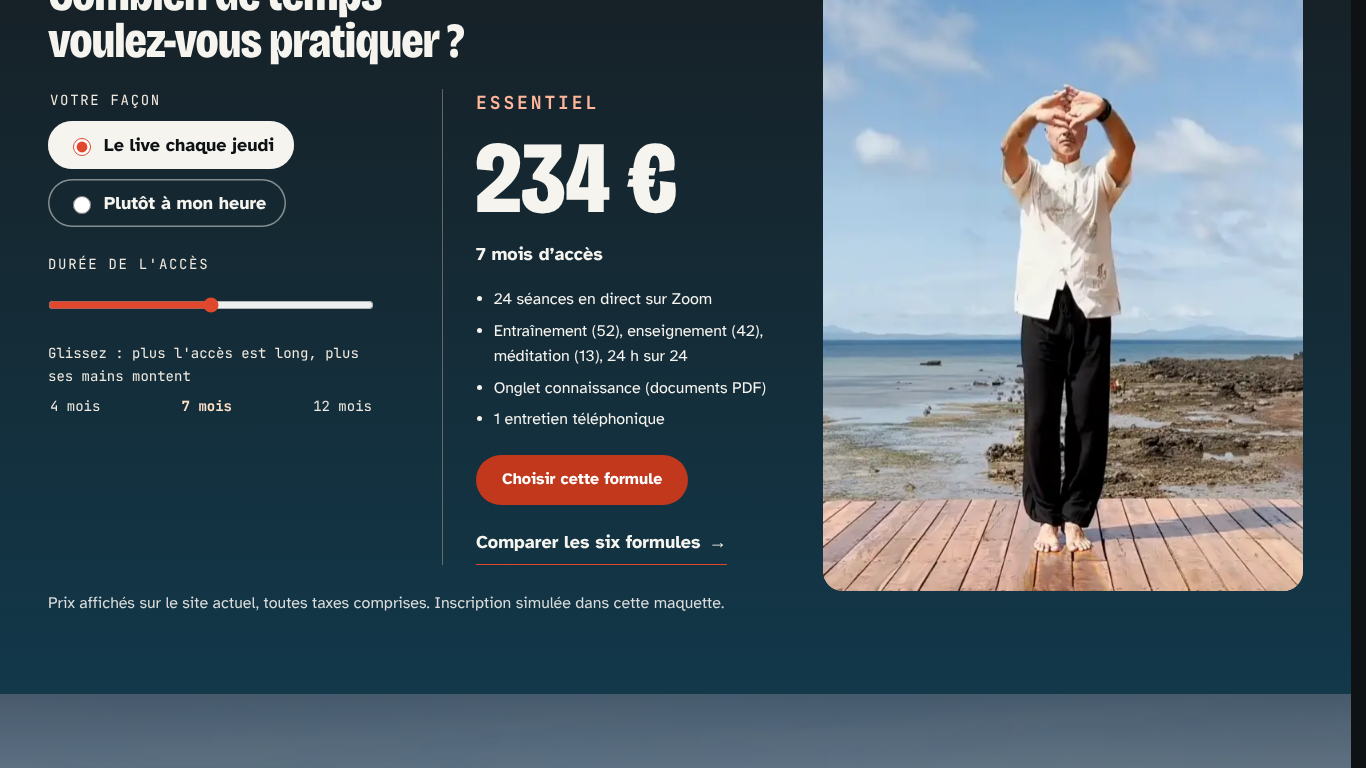 Combien de temps
voulez-vous pratiquer ?
VOTRE FAÇON
Le live chaque jeudi
Plutôt à mon heure
DURÉE DE L'ACCÈS
Glissez : plus l'accès est long, plus
ses mains montent
4 mois 7 mois 12 mois
ESSENTIEL
234 €
7 mois d’accès
• 24 séances en direct sur Zoom
• Entraînement (52), enseignement (42),
méditation (13), 24 h sur 24
• Onglet connaissance (documents PDF)
• 1 entretien téléphonique
Choisir cette formule
Comparer les six formules →
Prix affichés sur le site actuel, toutes taxes comprises. Inscription simulée dans cette maquette.